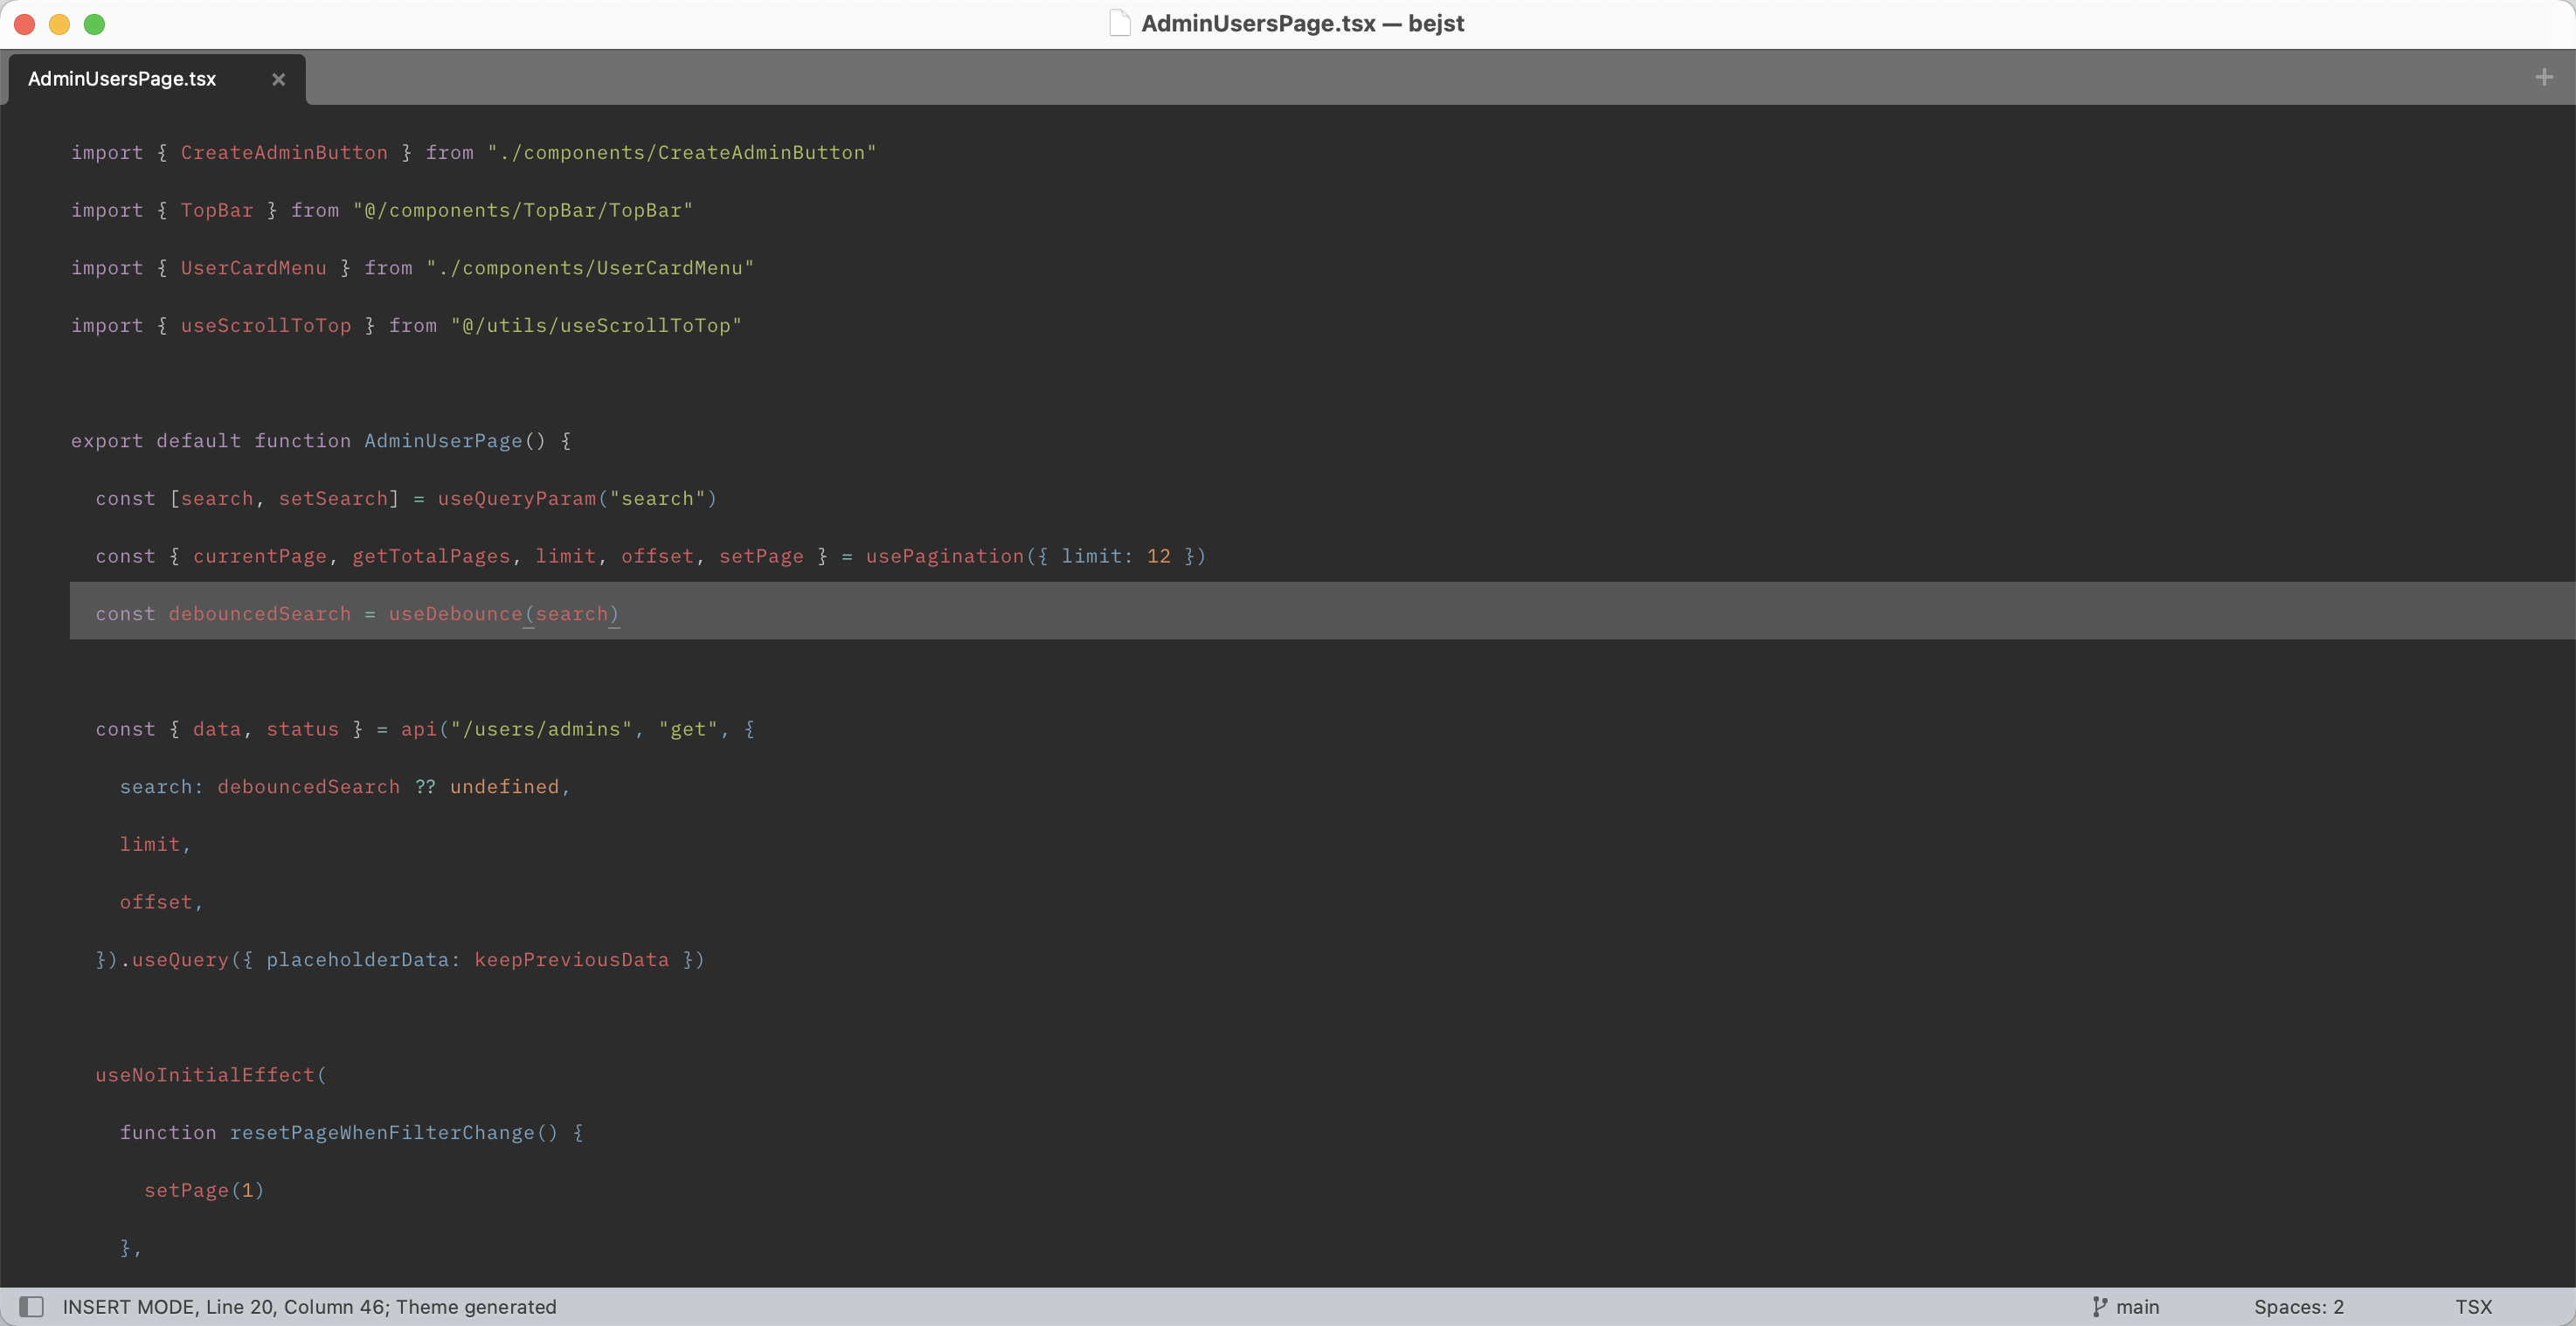 AdminUsersPage.tsx — bejst
AdminUsersPage.tsx
import { CreateAdminButton } from "./components/CreateAdminButton"
import { TopBar } from "@/components/TopBar/TopBar"
import { UserCardMenu } from "./components/UserCardMenu"
import { useScrollToTop } from "@/utils/useScrollToTop"
export default function AdminUserPage() {
const [search, setSearch] = useQueryParam("search")
const { currentPage, getTotalPages, limit, offset, setPage } = usePagination({ limit: 12 })
const debouncedSearch = useDebounce(search)
const { data, status } = api("/users/admins", "get", {
search: debouncedSearch ?? undefined,
limit,
offset,
}).useQuery({ placeholderData: keepPreviousData })
useNoInitialEffect(
function resetPageWhenFilterChange() {
setPage(1)
},
INSERT MODE, Line 20, Column 46; Theme generated
main
Spaces: 2
TSX